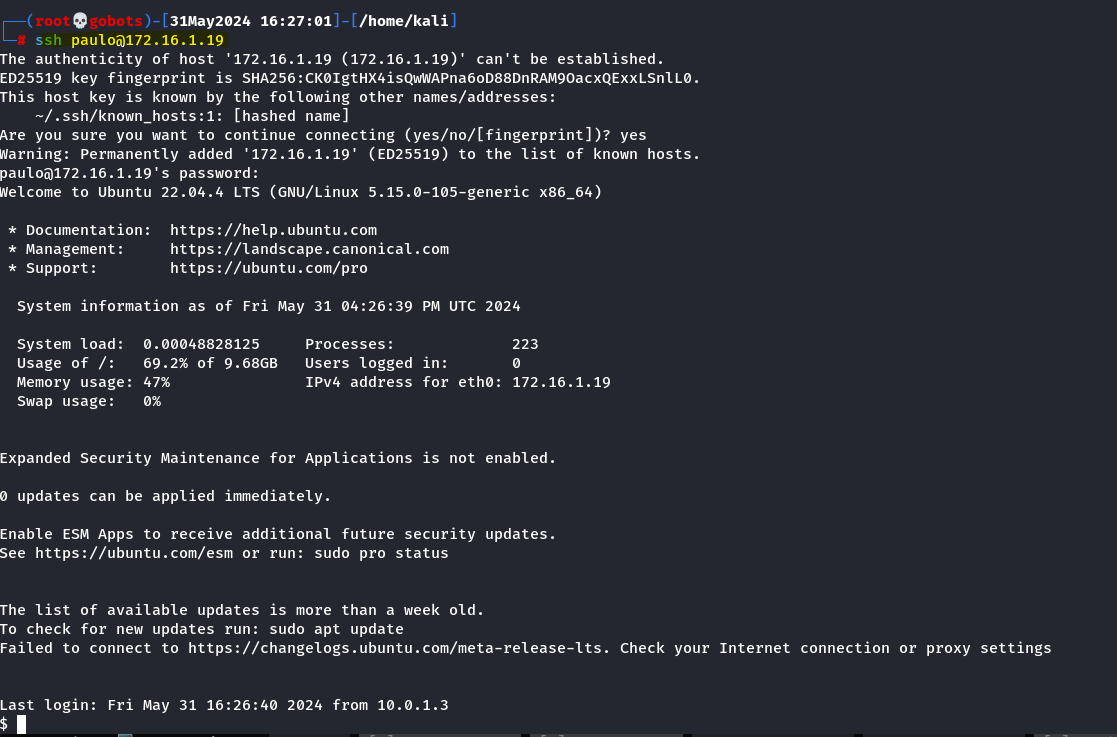 ┌──(root💀gobots)-[31May2024 16:27:01]-[/home/kali]
└─# ssh paulo@172.16.1.19
The authenticity of host '172.16.1.19 (172.16.1.19)' can't be established.
ED25519 key fingerprint is SHA256:CK0IgtHX4isQwWAPna6oD88DnRAM9OacxQExxLSnlL0.
This host key is known by the following other names/addresses:
    ~/.ssh/known_hosts:1: [hashed name]
Are you sure you want to continue connecting (yes/no/[fingerprint])? yes
Warning: Permanently added '172.16.1.19' (ED25519) to the list of known hosts.
paulo@172.16.1.19's password:
Welcome to Ubuntu 22.04.4 LTS (GNU/Linux 5.15.0-105-generic x86_64)
 * Documentation:  https://help.ubuntu.com
 * Management:     https://landscape.canonical.com
 * Support:        https://ubuntu.com/pro
  System information as of Fri May 31 04:26:39 PM UTC 2024
  System load:  0.00048828125     Processes:             223
  Usage of /:   69.2% of 9.68GB   Users logged in:       0
  Memory usage: 47%               IPv4 address for eth0: 172.16.1.19
  Swap usage:   0%
Expanded Security Maintenance for Applications is not enabled.
0 updates can be applied immediately.
Enable ESM Apps to receive additional future security updates.
See https://ubuntu.com/esm or run: sudo pro status
The list of available updates is more than a week old.
To check for new updates run: sudo apt update
Failed to connect to https://changelogs.ubuntu.com/meta-release-lts. Check your Internet connection or proxy settings
Last login: Fri May 31 16:26:40 2024 from 10.0.1.3
$